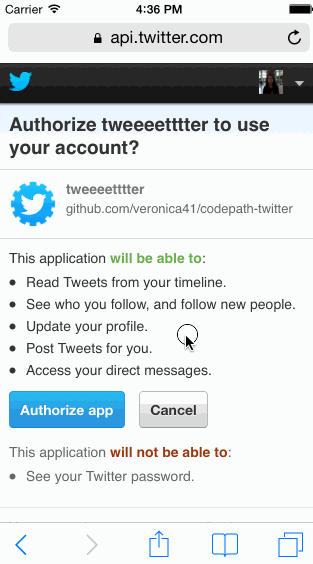 Carrier 4:36 PM
api.twitter.com
Authorize tweeeetttter to use
your account?
tweeeetttter
github.com/veronica41/codepath-twitter
This application will be able to:
• Read Tweets from your timeline.
• See who you follow, and follow new people.
• Update your profile.
• Post Tweets for you.
• Access your direct messages.
Authorize app Cancel
This application will not be able to:
• See your Twitter password.